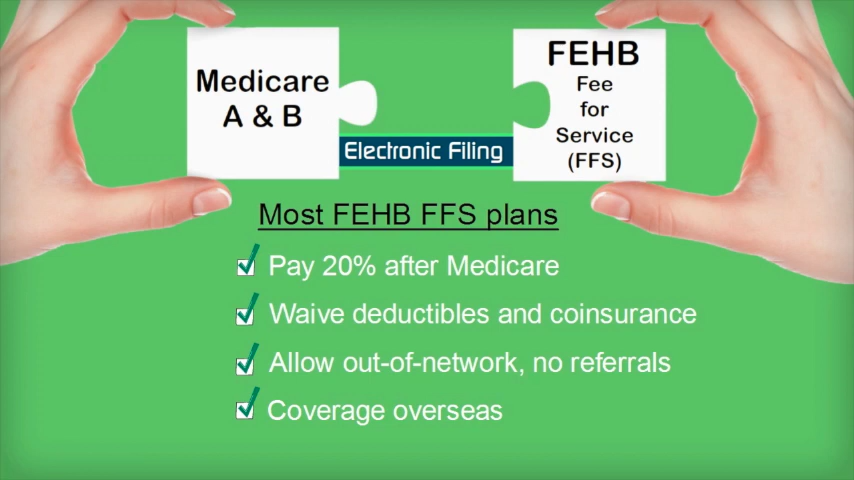 Medicare
A & B
FEHB
Fee
for
Service
(FFS)
Electronic Filing
Most FEHB FFS plans
Pay 20% after Medicare
Waive deductibles and coinsurance
Allow out-of-network, no referrals
Coverage overseas